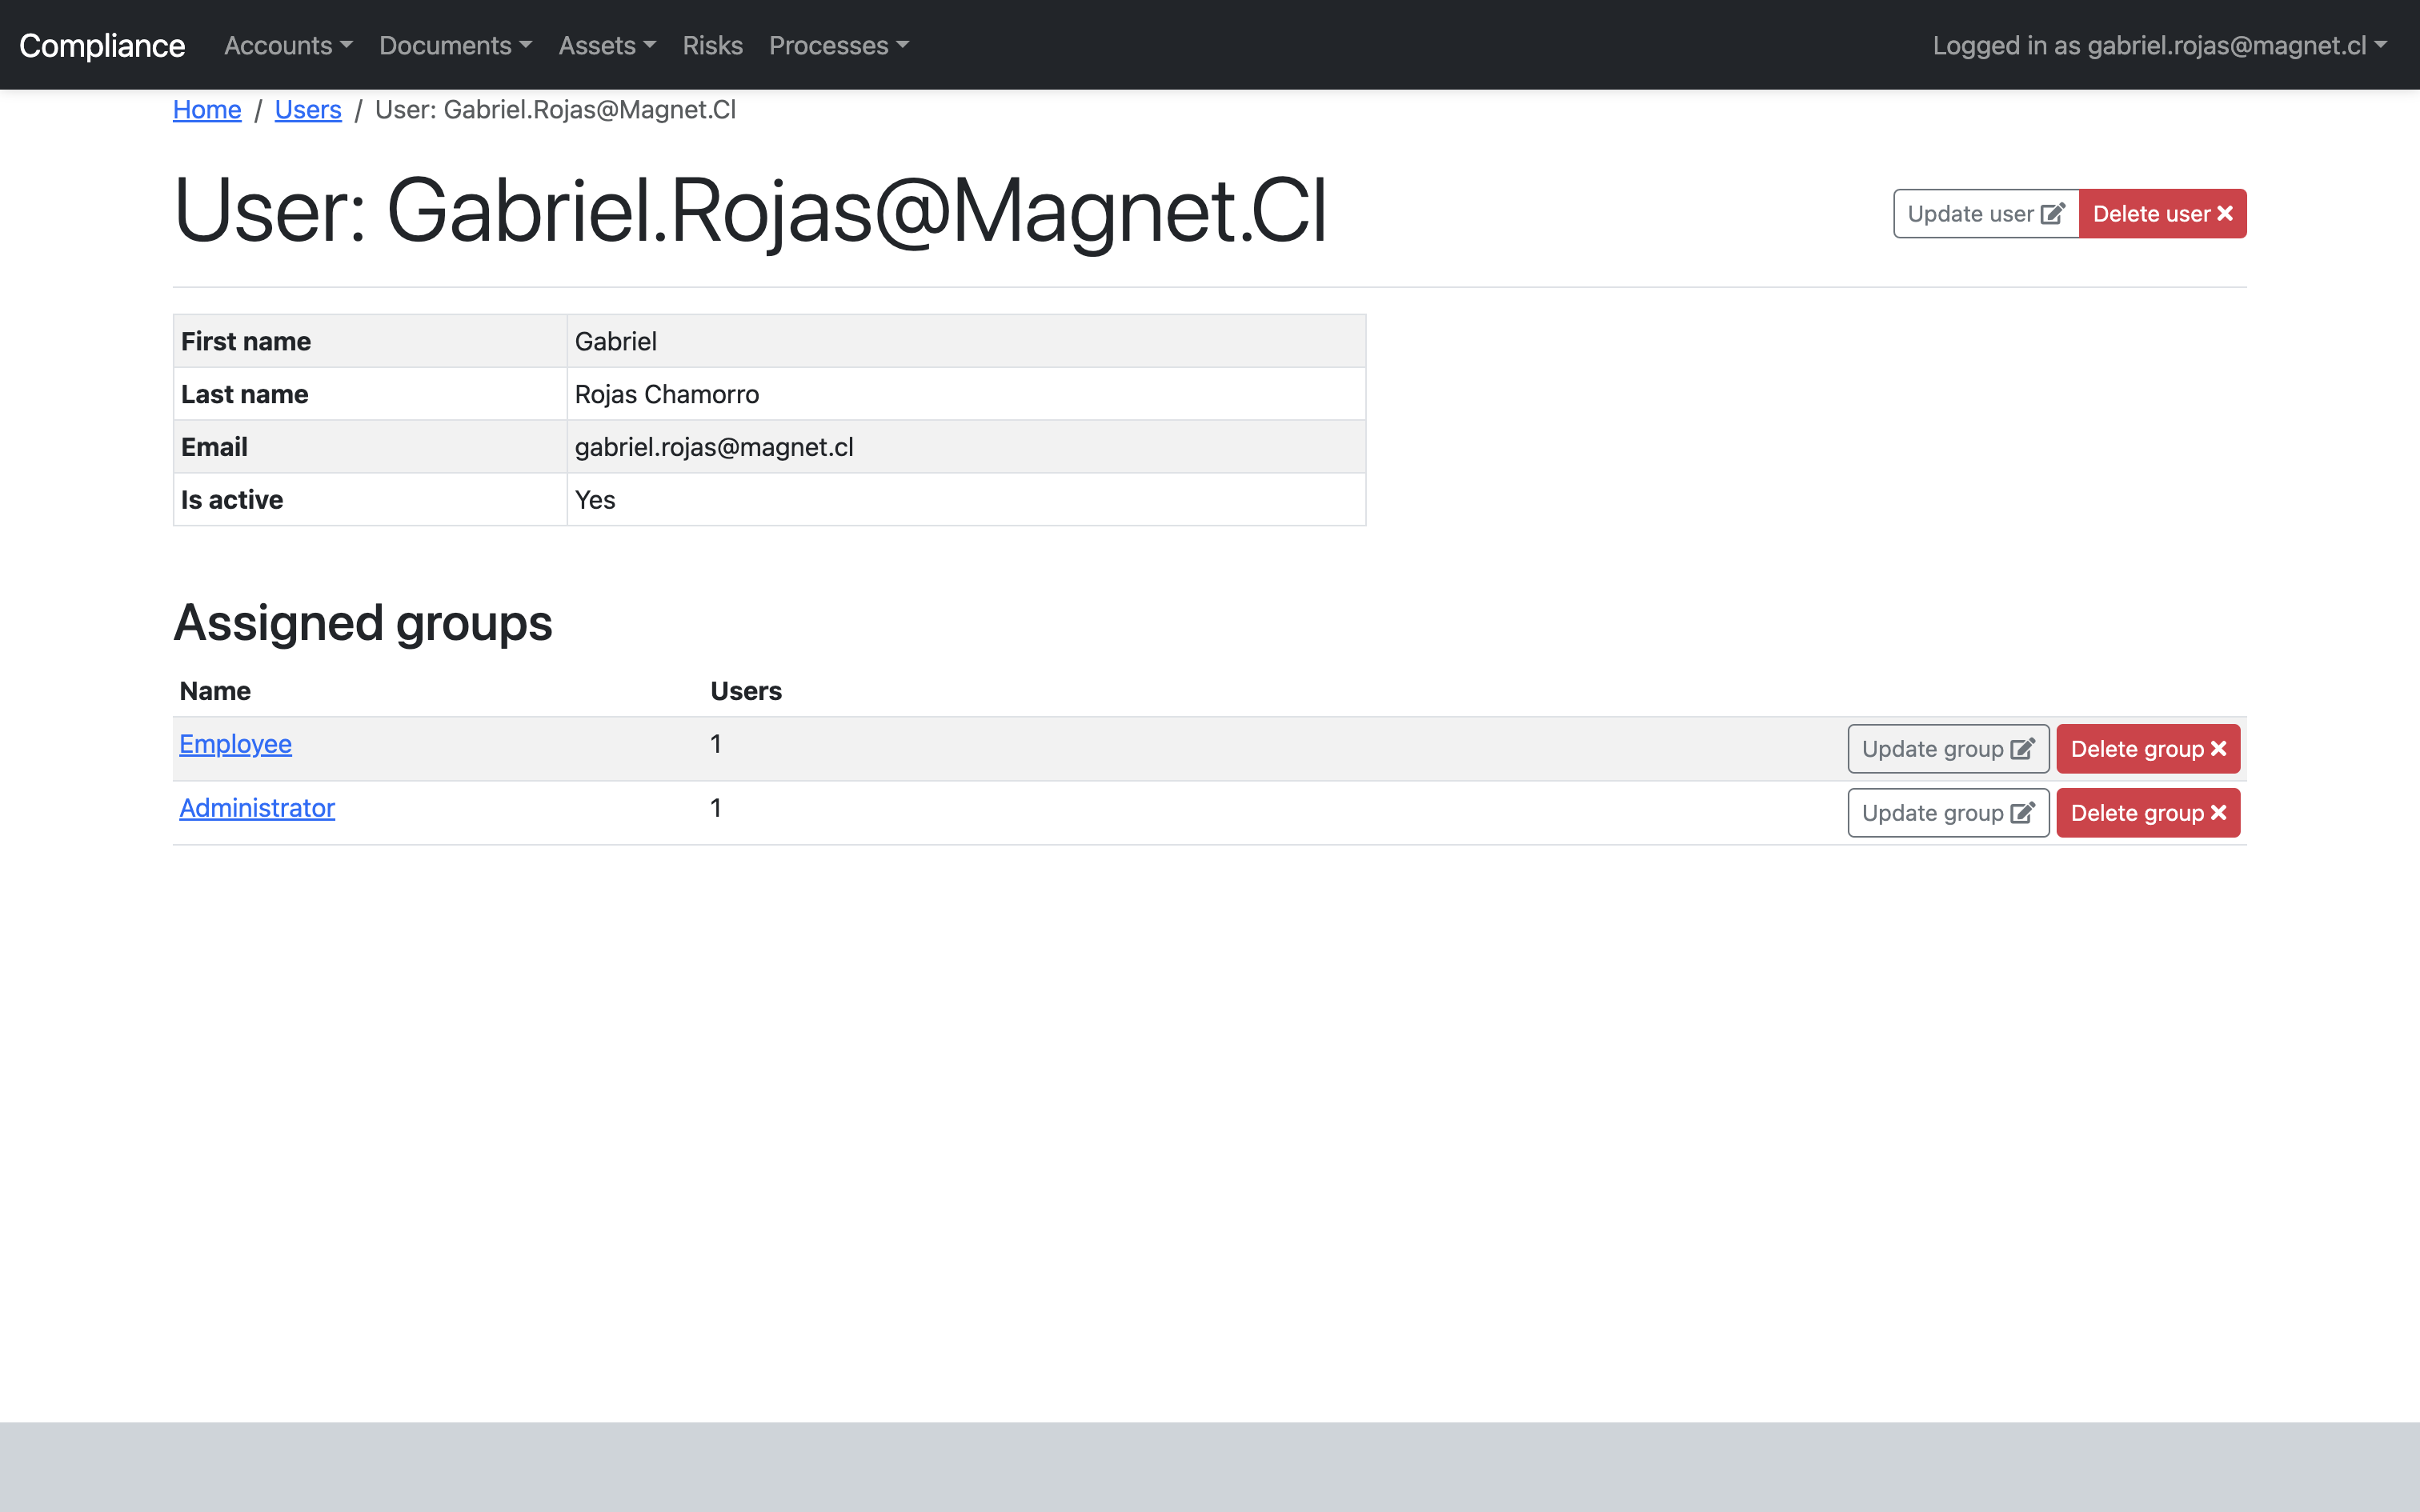 Compliance Accounts Documents Assets Risks Processes Logged in as gabriel.rojas@magnet.cl
Home / Users / User: Gabriel.Rojas@Magnet.Cl
User: Gabriel.Rojas@Magnet.Cl Update user Delete user
First name Gabriel
Last name Rojas Chamorro
Email gabriel.rojas@magnet.cl
Is active Yes
Assigned groups
Name Users
Employee 1 Update group Delete group
Administrator 1 Update group Delete group